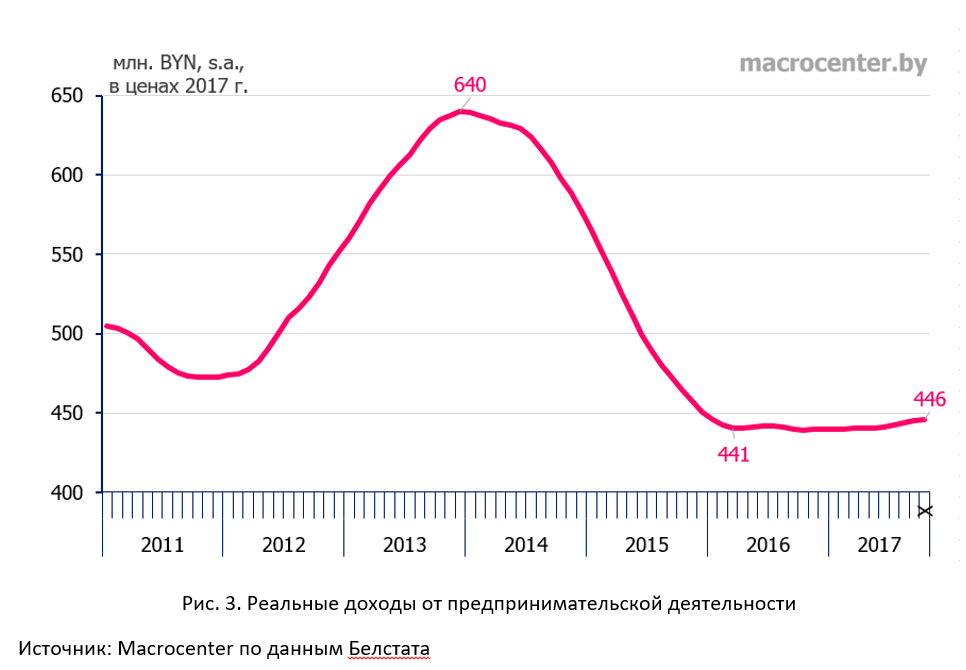 млн. BYN, s.a.,
в ценах 2017 г.
macrocenter.by
640
650
600
550
500
450
400
446
441
X
2011 2012 2013 2014 2015 2016 2017
Рис. 3. Реальные доходы от предпринимательской деятельности
Источник: Macrocenter по данным Белстата